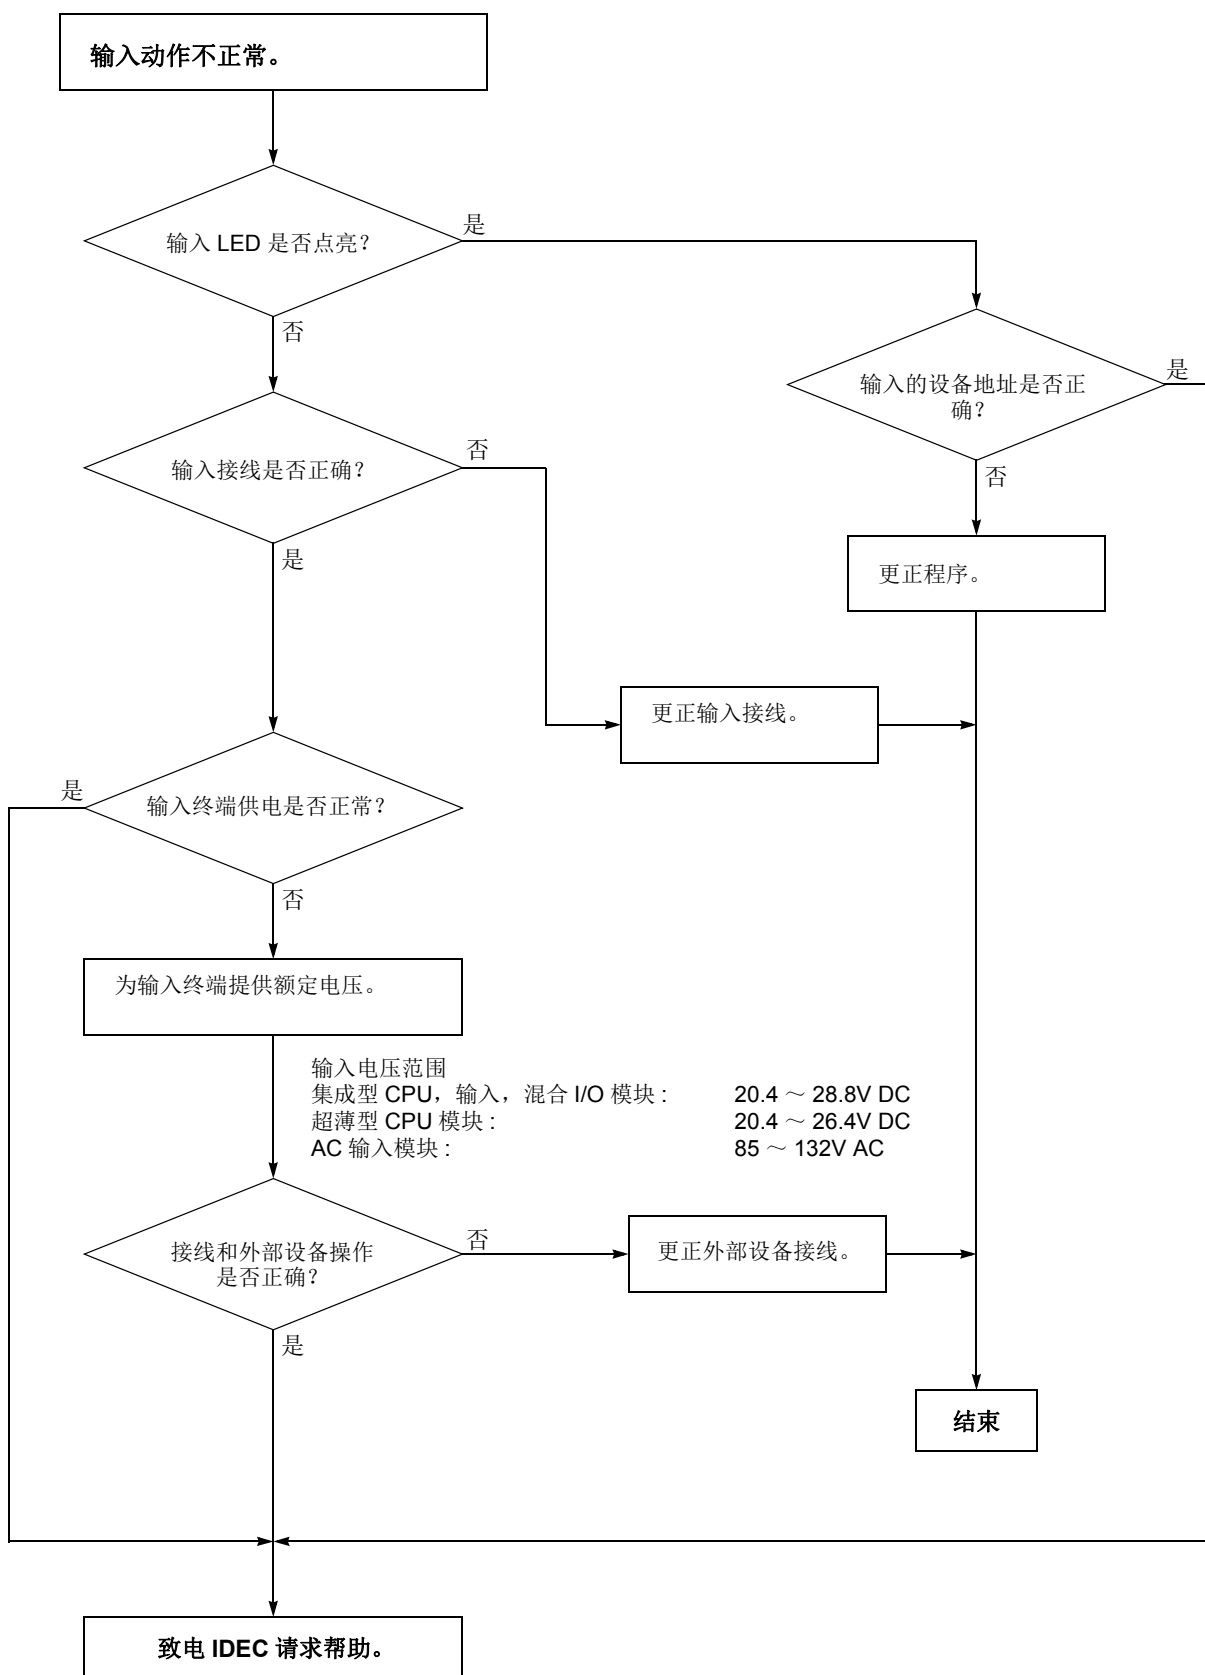 输入动作不正常。
输入 LED 是否点亮？
是
否
输入的设备地址是否正
确？
是
否
输入接线是否正确？
否
是
更正程序。
更正输入接线。
输入终端供电是否正常？
是
否
为输入终端提供额定电压。
输入电压范围
集成型 CPU，输入，混合 I/O 模块 : 20.4 ～ 28.8V DC
超薄型 CPU 模块 : 20.4 ～ 26.4V DC
AC 输入模块 : 85 ～ 132V AC
接线和外部设备操作
是否正确？
否
是
更正外部设备接线。
结束
致电 IDEC 请求帮助。